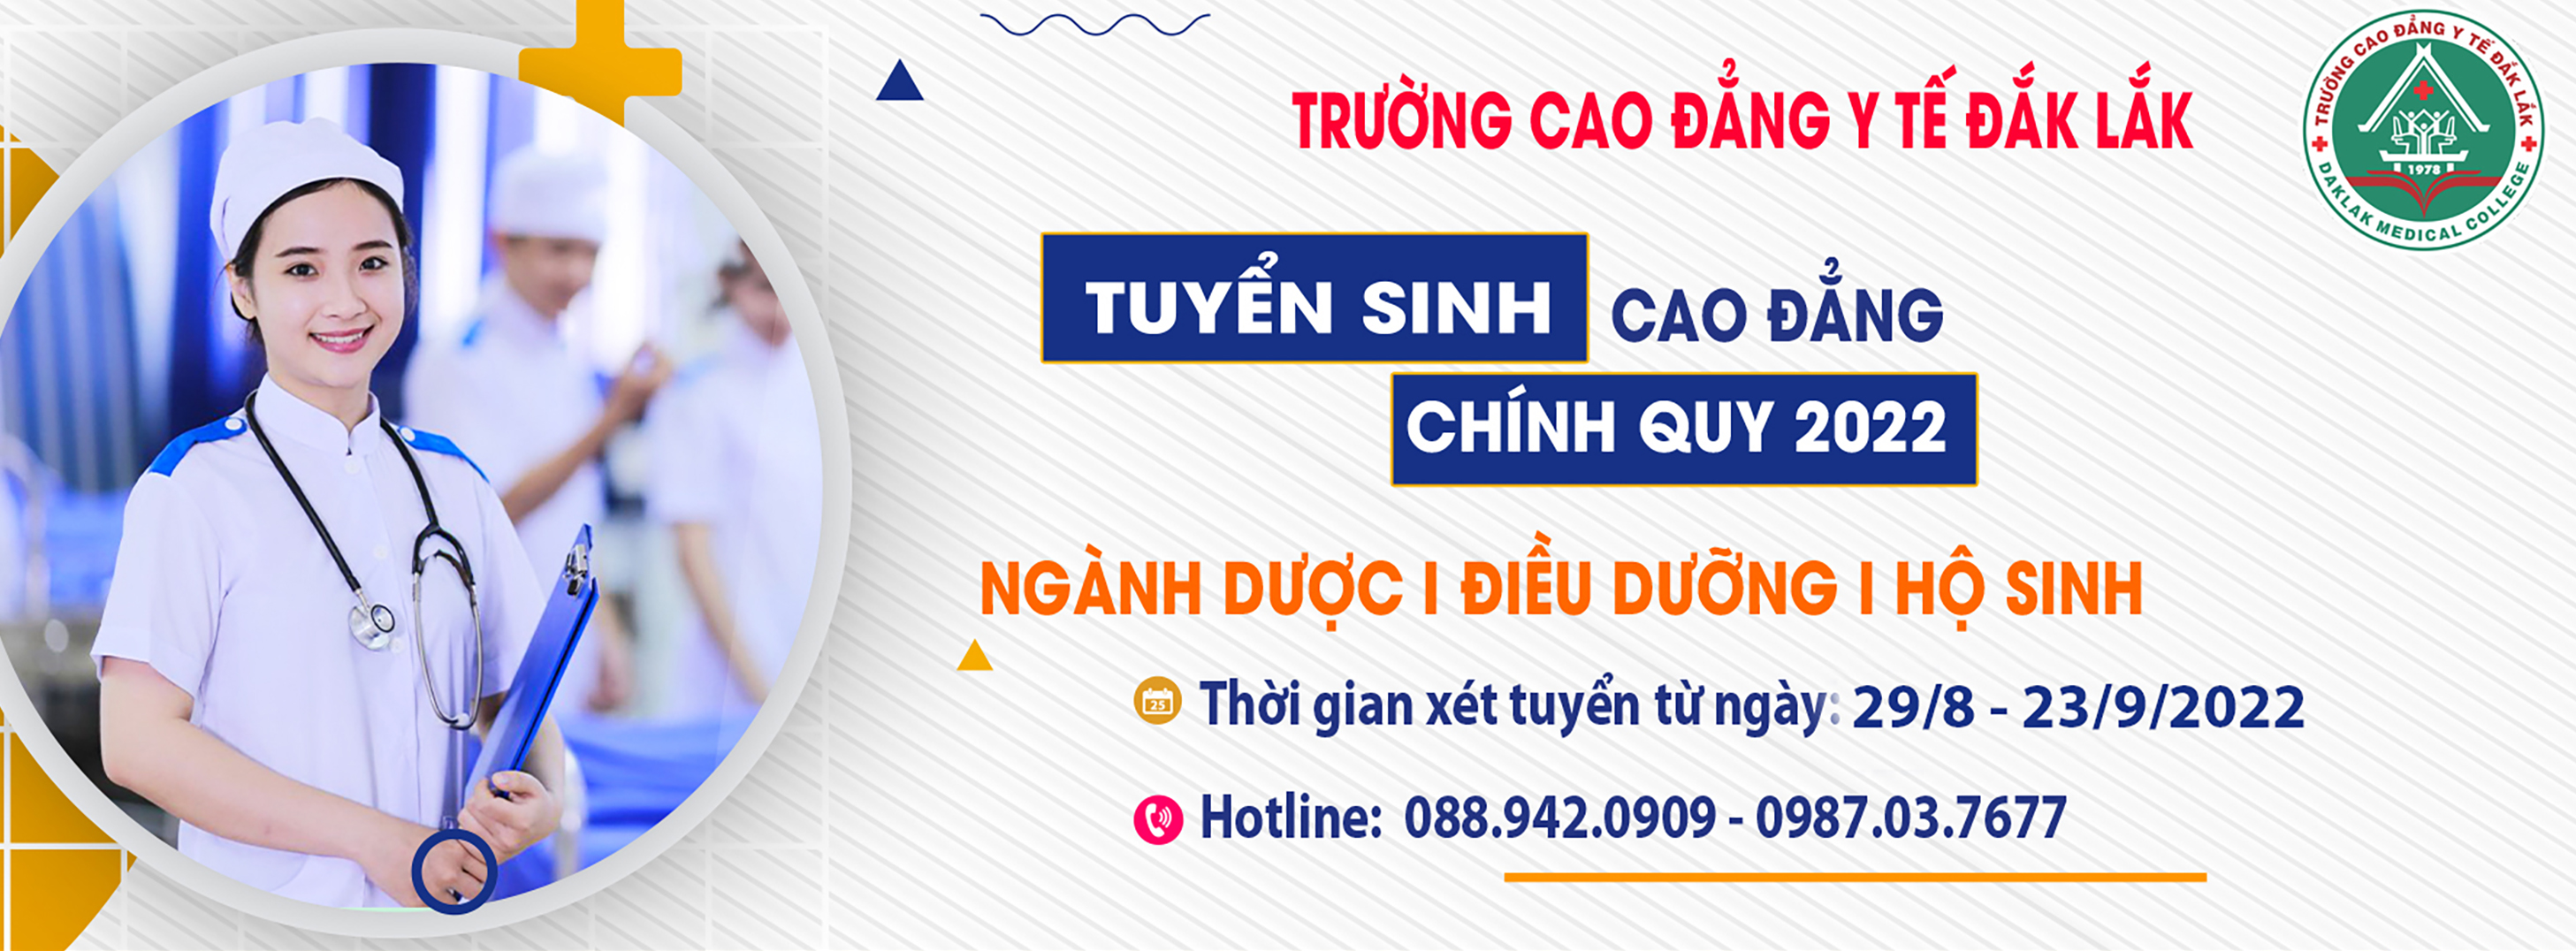 TRƯỜNG CAO ĐẲNG Y TẾ ĐẮK LẮK
TRƯỜNG CAO ĐẲNG Y TẾ ĐẮK LẮK
1978
DAKLAK MEDICAL COLLEGE
TUYỂN SINH CAO ĐẲNG
CHÍNH QUY 2022
NGÀNH DƯỢC I ĐIỀU DƯỠNG I HỘ SINH
25
Thời gian xét tuyển từ ngày: 29/8 - 23/9/2022
Hotline: 088.942.0909 - 0987.03.7677